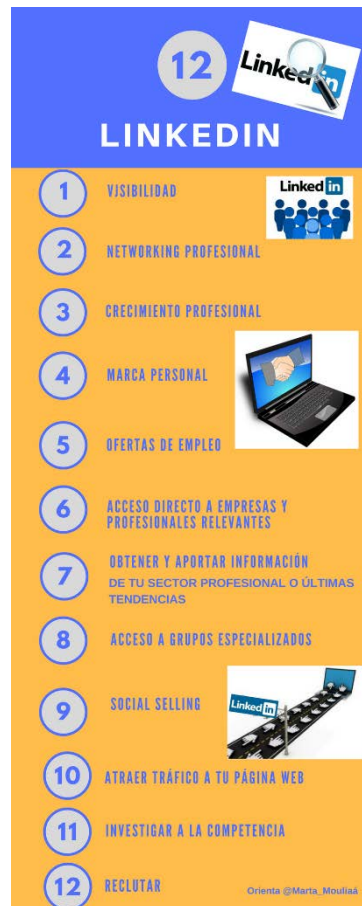 12
Linked in
LINKEDIN
1
VISIBILIDAD
Linked in
2
NETWORKING PROFESIONAL
3
CRECIMIENTO PROFESIONAL
4
MARCA PERSONAL
5
OFERTAS DE EMPLEO
6
ACCESO DIRECTO A EMPRESAS Y
PROFESIONALES RELEVANTES
7
OBTENER Y APORTAR INFORMACIÓN
DE TU SECTOR PROFESIONAL O ÚLTIMAS
TENDENCIAS
8
ACCESO A GRUPOS ESPECIALIZADOS
9
SOCIAL SELLING
Linked in
10
ATRAER TRÁFICO A TU PÁGINA WEB
11
INVESTIGAR A LA COMPETENCIA
12
RECLUTAR
Orienta @Marta_Mouliaá